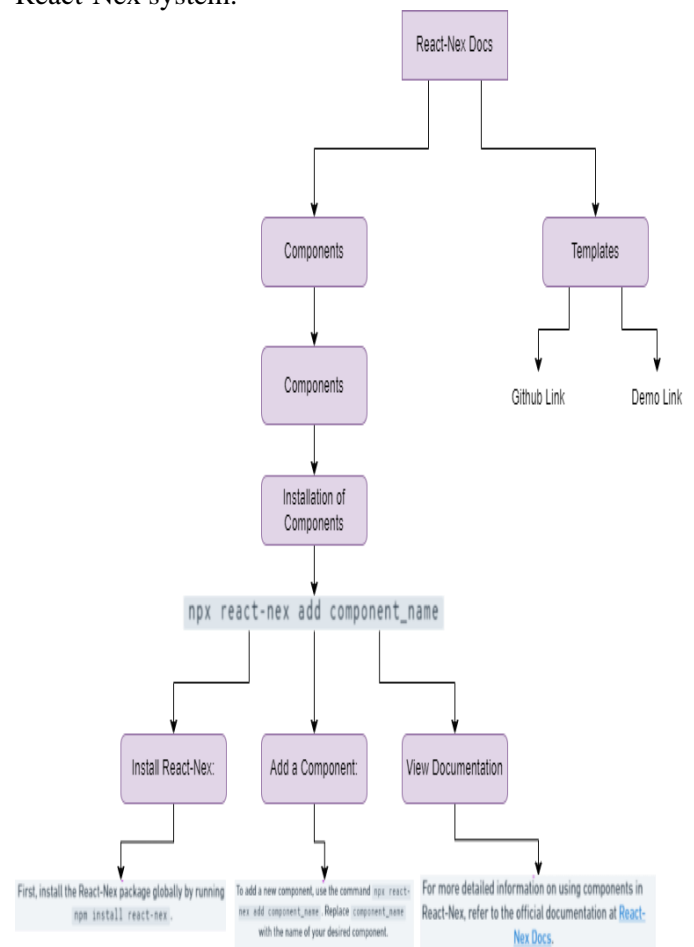 React-Nex system.
React-Nex Docs
Components
Templates
Components
Github Link
Demo Link
Installation of
Components
npx react-nex add component_name
Install React-Nex:
Add a Component:
View Documentation
First, install the React-Nex package globally by running
npm install react-nex .
To add a new component, use the command npx react-
nex add component_name . Replace component_name
with the name of your desired component.
For more detailed information on using components in
React-Nex, refer to the official documentation at React-
Nex Docs.